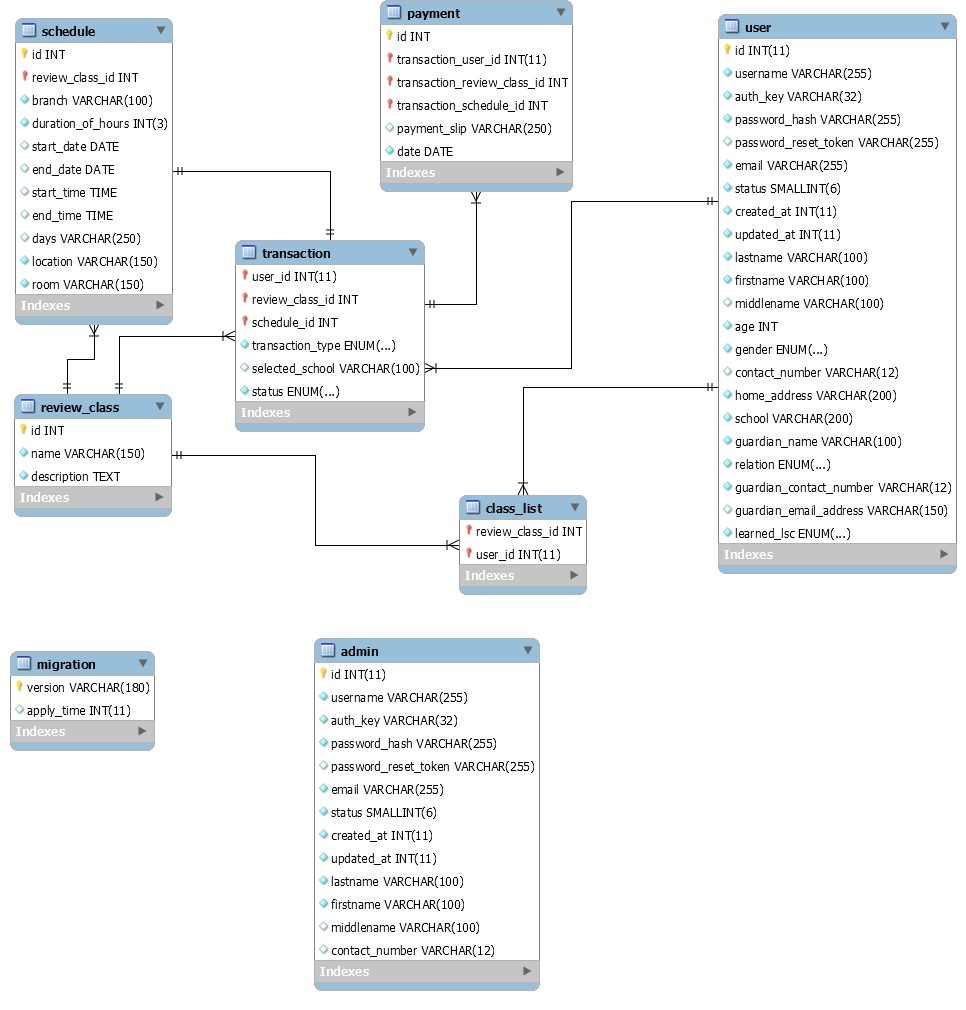 schedule
id INT
review_class_id INT
branch VARCHAR(100)
duration_of_hours INT(3)
start_date DATE
end_date DATE
start_time TIME
end_time TIME
days VARCHAR(250)
location VARCHAR(150)
room VARCHAR(150)
Indexes
payment
id INT
transaction_user_id INT(11)
transaction_review_class_id INT
transaction_schedule_id INT
payment_slip VARCHAR(250)
date DATE
Indexes
user
id INT(11)
username VARCHAR(255)
auth_key VARCHAR(32)
password_hash VARCHAR(255)
password_reset_token VARCHAR(255)
email VARCHAR(255)
status SMALLINT(6)
created_at INT(11)
updated_at INT(11)
lastname VARCHAR(100)
firstname VARCHAR(100)
middlename VARCHAR(100)
age INT
gender ENUM(...)
contact_number VARCHAR(12)
home_address VARCHAR(200)
school VARCHAR(200)
guardian_name VARCHAR(100)
relation ENUM(...)
guardian_contact_number VARCHAR(12)
guardian_email_address VARCHAR(150)
learned_lsc ENUM(...)
Indexes
transaction
user_id INT(11)
review_class_id INT
schedule_id INT
transaction_type ENUM(...)
selected_school VARCHAR(100)
status ENUM(...)
Indexes
review_class
id INT
name VARCHAR(150)
description TEXT
Indexes
class_list
review_class_id INT
user_id INT(11)
Indexes
migration
version VARCHAR(180)
apply_time INT(11)
Indexes
admin
id INT(11)
username VARCHAR(255)
auth_key VARCHAR(32)
password_hash VARCHAR(255)
password_reset_token VARCHAR(255)
email VARCHAR(255)
status SMALLINT(6)
created_at INT(11)
updated_at INT(11)
lastname VARCHAR(100)
firstname VARCHAR(100)
middlename VARCHAR(100)
contact_number VARCHAR(12)
Indexes